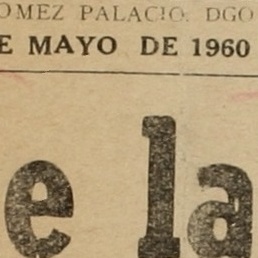 OMEZ PALACIO, DGO
E MAYO DE 1960
e la